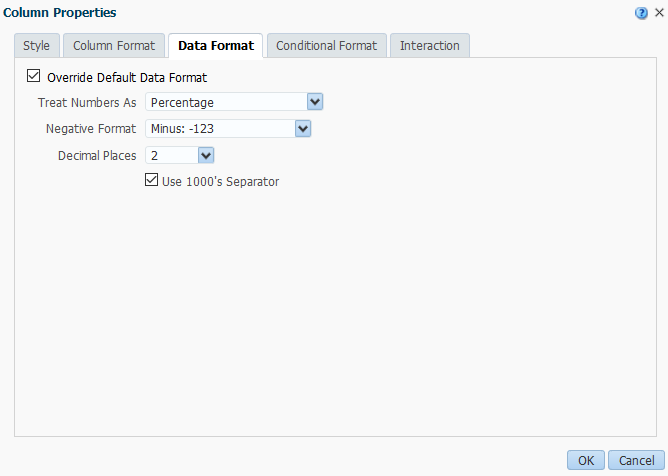 Column Properties
Style Column Format Data Format Conditional Format Interaction
Override Default Data Format
Treat Numbers As Percentage
Negative Format Minus: -123
Decimal Places 2
Use 1000's Separator
OK Cancel